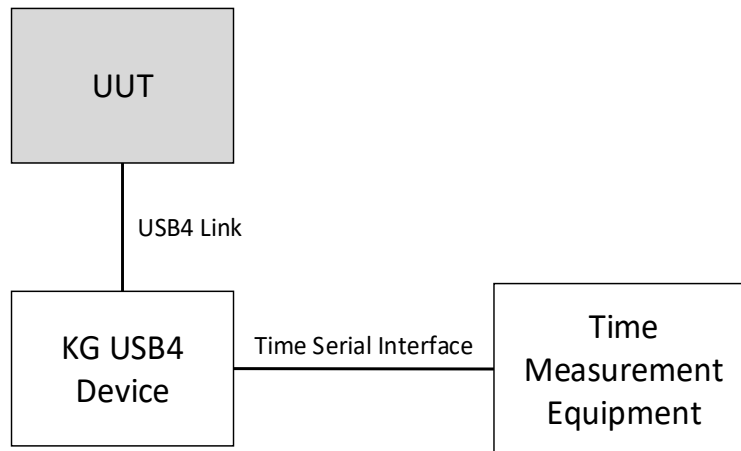 UUT
USB4 Link
KG USB4
Device
Time Serial Interface
Time
Measurement
Equipment